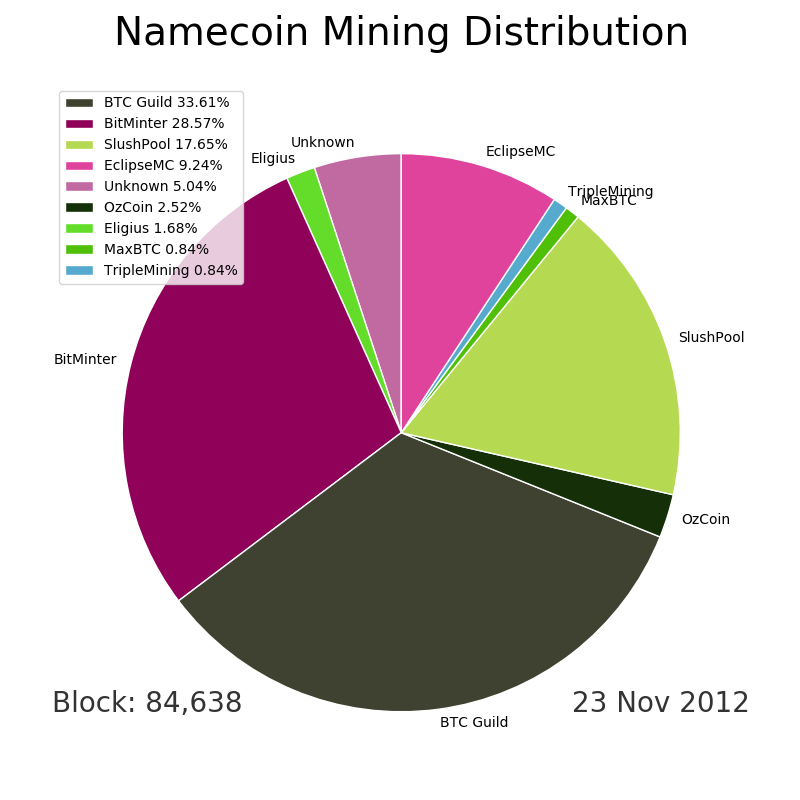 Namecoin Mining Distribution
BTC Guild 33.61%
BitMinter 28.57%
SlushPool 17.65%
EclipseMC 9.24%
Unknown 5.04%
OzCoin 2.52%
Eligius 1.68%
MaxBTC 0.84%
TripleMining 0.84%
Unknown
Eligius
EclipseMC
TripleMining
MaxBTC
SlushPool
BitMinter
OzCoin
BTC Guild
Block: 84,638
23 Nov 2012